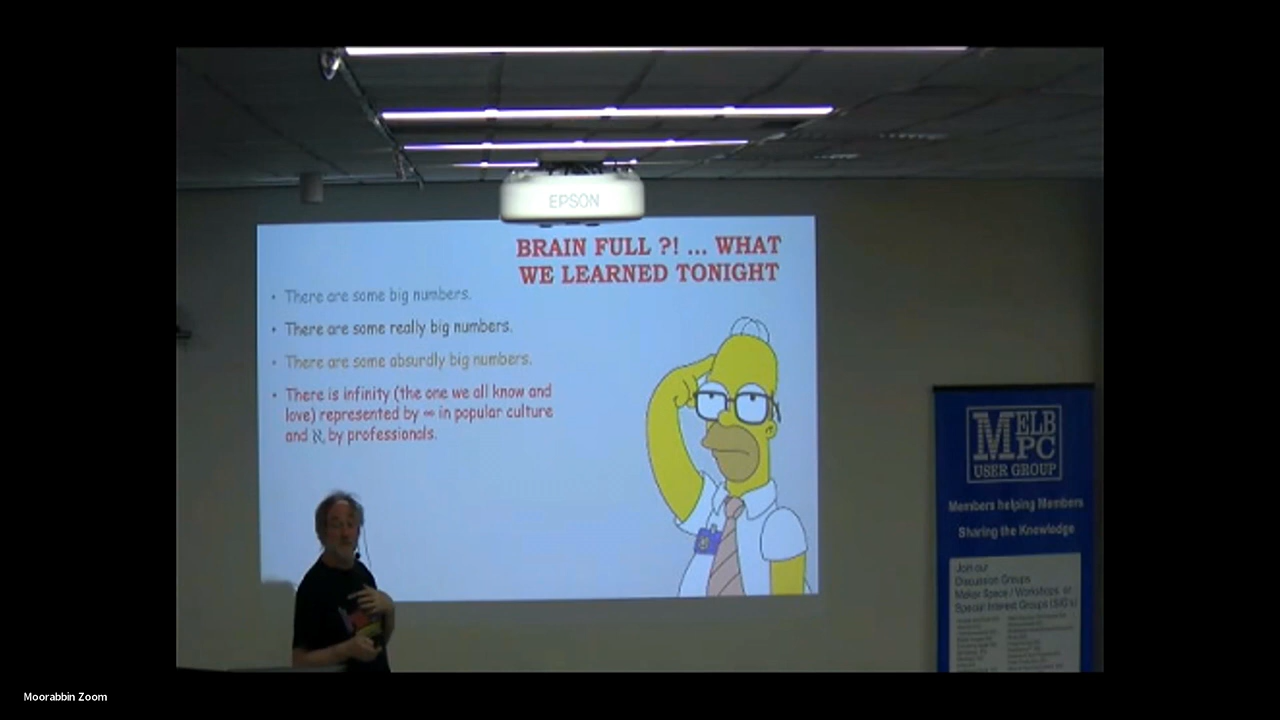 EPSON
BRAIN FULL ?! ... WHAT
WE LEARNED TONIGHT
• There are some big numbers.
• There are some really big numbers.
• There are some absurdly big numbers.
• There is infinity (the one we all know and
love) represented by ∞ in popular culture
and ℵ, by professionals.
MELB
PC
USER GROUP
Members helping Members
Sharing the Knowledge
Join our
Discussion Groups
Maker Space / Workshops or
Special Interest Groups (SIG's)
Moorabbin Zoom